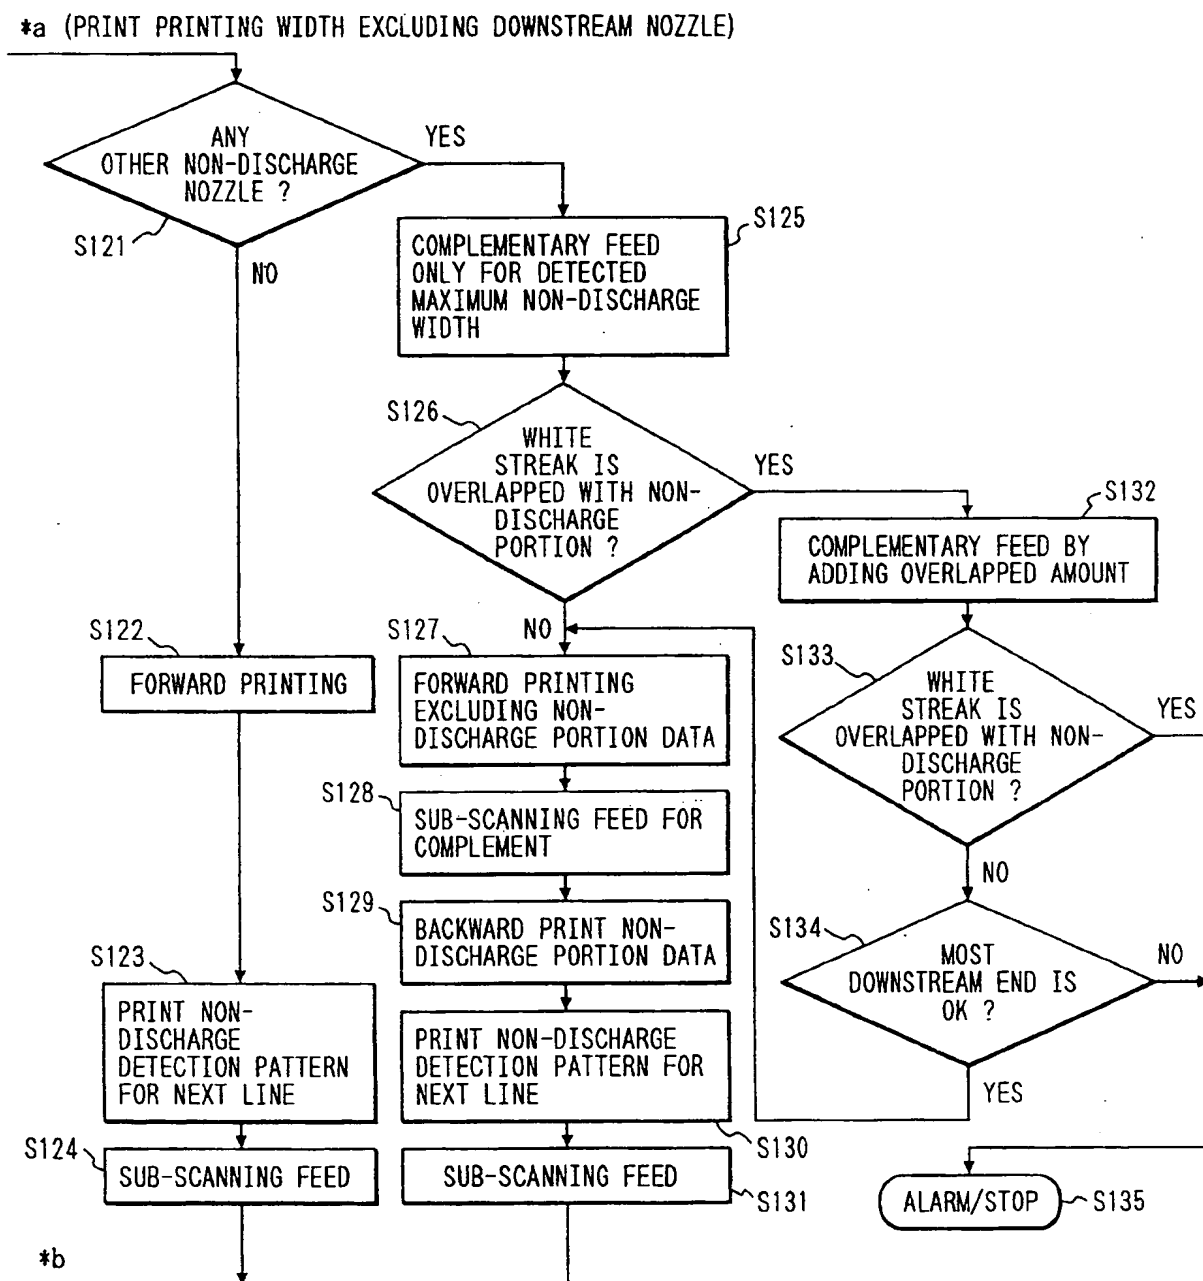 *a (PRINT PRINTING WIDTH EXCLUDING DOWNSTREAM NOZZLE)
ANY
OTHER NON-DISCHARGE
NOZZLE ?
YES
S121
NO
S125
COMPLEMENTARY FEED
ONLY FOR DETECTED
MAXIMUM NON-DISCHARGE
WIDTH
S126
WHITE
STREAK IS
OVERLAPPED WITH NON-
DISCHARGE
PORTION ?
YES
NO
S132
COMPLEMENTARY FEED BY
ADDING OVERLAPPED AMOUNT
S122
FORWARD PRINTING
S127
FORWARD PRINTING
EXCLUDING NON-
DISCHARGE PORTION DATA
S133
WHITE
STREAK IS
OVERLAPPED WITH NON-
DISCHARGE
PORTION ?
YES
NO
S128
SUB-SCANNING FEED FOR
COMPLEMENT
S129
BACKWARD PRINT NON-
DISCHARGE PORTION DATA
S134
MOST
DOWNSTREAM END IS
OK ?
NO
YES
S123
PRINT NON-
DISCHARGE
DETECTION PATTERN
FOR NEXT LINE
PRINT NON-DISCHARGE
DETECTION PATTERN FOR
NEXT LINE
S130
S124
SUB-SCANNING FEED
SUB-SCANNING FEED
S131
ALARM/STOP
S135
*b